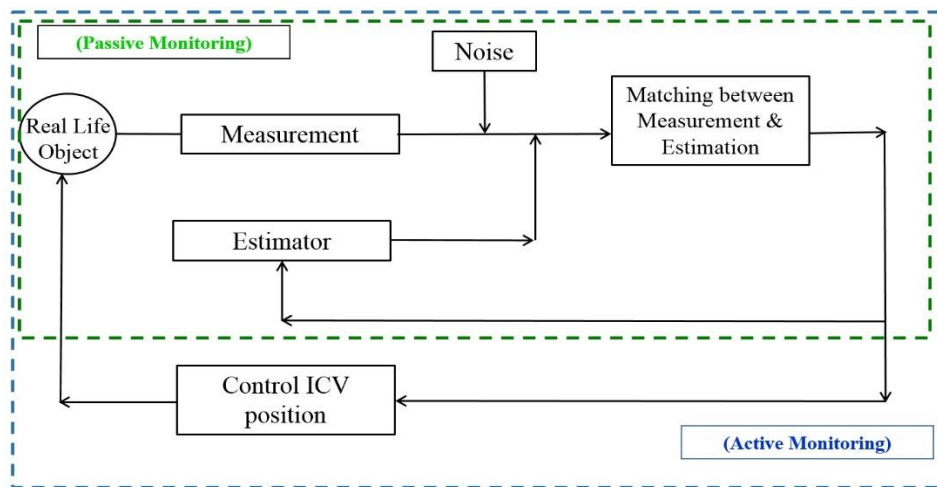 (Passive Monitoring)
Noise
Real Life
Object
Measurement
Matching between
Measurement &
Estimation
Estimator
Control ICV
position
(Active Monitoring)